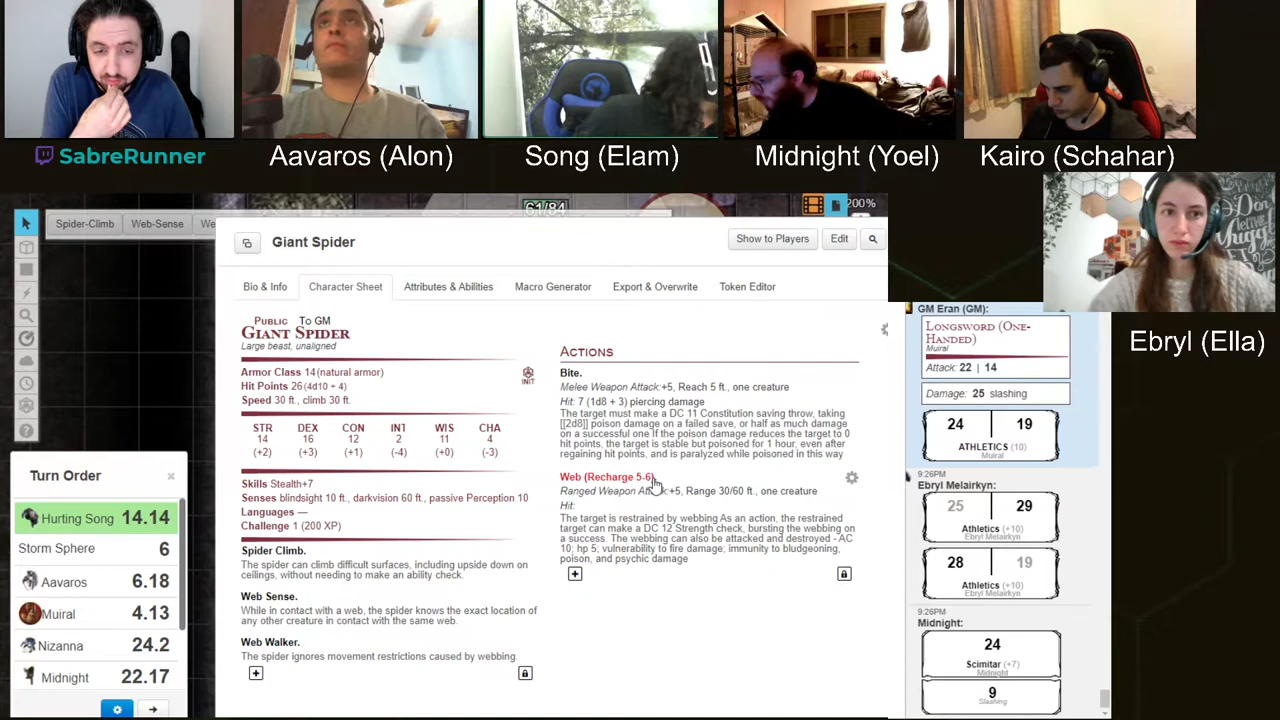 SabreRunner
Aavaros (Alon)
Song (Elam)
Midnight (Yoel)
Kairo (Schahar)
Ebryl (Ella)
61/84
200%
Spider-Climb
Web-Sense
We
Giant Spider
Show to Players
Edit
Bio & Info
Character Sheet
Attributes & Abilities
Macro Generator
Export & Overwrite
Token Editor
Public To GM
Giant Spider
Large beast, unaligned
Armor Class 14 (natural armor)
Hit Points 26 (4d10 + 4)
Speed 30 ft., climb 30 ft.
INIT
STR DEX CON INT WIS CHA
14 16 12 2 11 4
(+2) (+3) (+1) (-4) (+0) (-3)
Skills Stealth+7
Senses blindsight 10 ft., darkvision 60 ft., passive Perception 10
Languages —
Challenge 1 (200 XP)
Spider Climb.
The spider can climb difficult surfaces, including upside down on
ceilings, without needing to make an ability check.
Web Sense.
While in contact with a web, the spider knows the exact location of
any other creature in contact with the same web.
Web Walker.
The spider ignores movement restrictions caused by webbing.
Actions
Bite.
Melee Weapon Attack:+5, Reach 5 ft., one creature
Hit: 7 (1d8 + 3) piercing damage
The target must make a DC 11 Constitution saving throw, taking
[[2d8]] poison damage on a failed save, or half as much damage
on a successful one If the poison damage reduces the target to 0
hit points, the target is stable but poisoned for 1 hour, even after
regaining hit points, and is paralyzed while poisoned in this way
Web (Recharge 5-6)
Ranged Weapon Attack:+5, Range 30/60 ft., one creature
Hit:
The target is restrained by webbing As an action, the restrained
target can make a DC 12 Strength check, bursting the webbing on
a success. The webbing can also be attacked and destroyed - AC
10; hp 5; vulnerability to fire damage; immunity to bludgeoning,
poison, and psychic damage
Turn Order
Hurting Song 14.14
Storm Sphere 6
Aavaros 6.18
Muiral 4.13
Nizanna 24.2
Midnight 22.17
GM Eran (GM):
Longsword (One-
Handed)
Muiral
Attack: 22 | 14
Damage: 25 slashing
24 19
ATHLETICS (10)
Muiral
9:26PM
Ebryl Melairkyn:
25 29
Athletics (+10)
Ebryl Melairkyn
28 19
Athletics (+10)
Ebryl Melairkyn
9:26PM
Midnight:
24
Scimitar (+7)
Midnight
9
Slashing